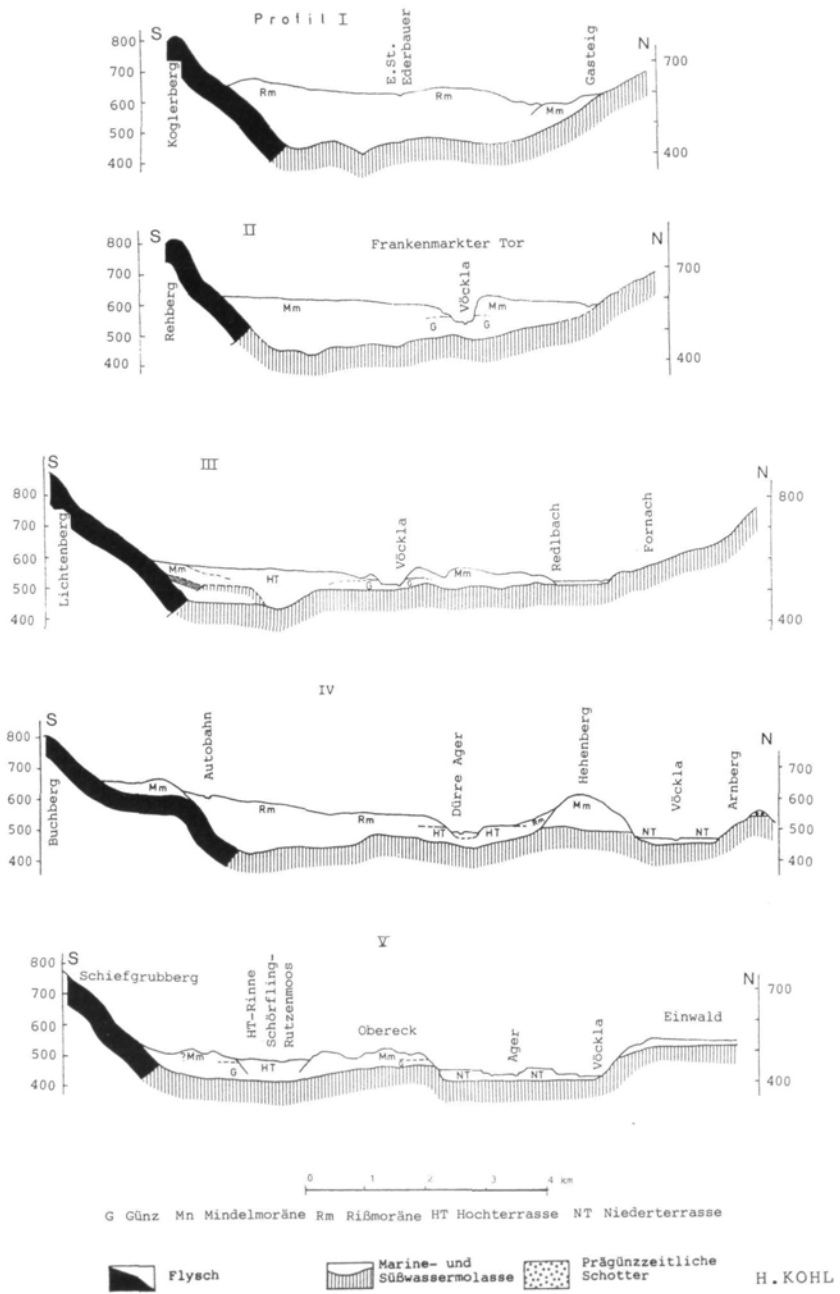 Profil I
S
N
800
700
600
500
400
700
400
Koglerberg
E.St.
Ederbauer
Gasteig
Rm
Rm
Mm
II
S
N
Frankenmarkter Tor
800
700
600
500
400
700
400
Rehberg
Vöckla
Mm
Mm
G
G
III
S
N
800
700
600
500
400
800
400
Lichtenberg
Vöckla
Redlbach
Fornach
Mm
HT
Mm
G
IV
S
N
800
700
600
500
400
700
600
500
400
Buchberg
Autobahn
Dürre Ager
Hehenberg
Vöckla
Arnberg
Mm
Rm
Rm
HT
HT
Mm
NT
NT
V
S
N
800
700
600
500
400
700
400
Schiefgrubberg
HT-Rinne
Schörfling-
Rutzenmoos
Obereck
Ager
Vöckla
Einwald
?Mm
G
HT
Mm
NT
NT
0 1 2 3 4 km
G Günz Mn Mindelmoräne Rm Rißmoräne HT Hochterrasse NT Niederterrasse
Flysch
Marine- und
Süßwassermolasse
Prägünzzeitliche
Schotter
H.KOHL